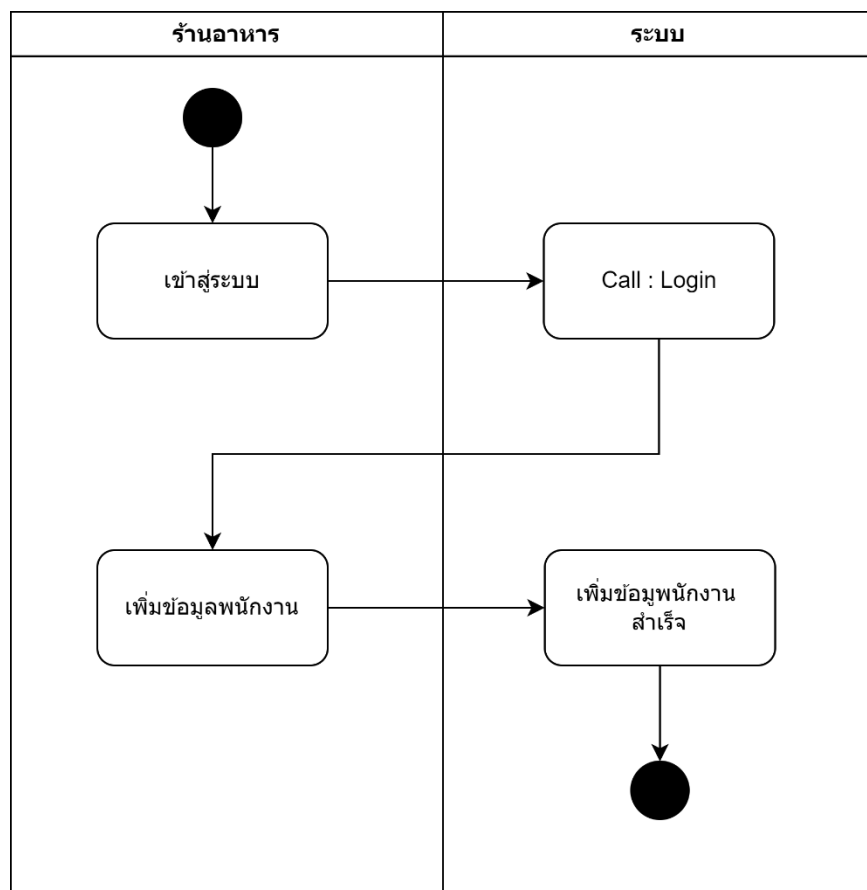 ร้านอาหาร
ระบบ
เข้าสู่ระบบ
Call : Login
เพิ่มข้อมูลพนักงาน
เพิ่มข้อมูพนักงาน
สำเร็จ